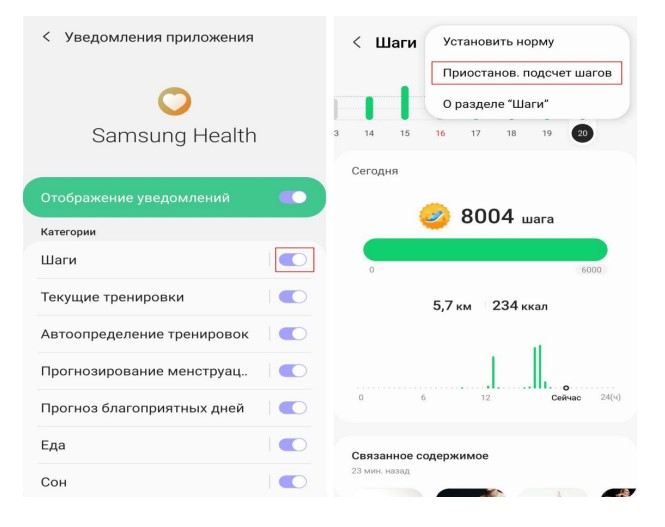 Уведомления приложения
Samsung Health
Отображение уведомлений
Категории
Шаги
Текущие тренировки
Автоопределение тренировок
Прогнозирование менструац..
Прогноз благоприятных дней
Еда
Сон
Шаги
Установить норму
Приостанов. подсчет шагов
О разделе "Шаги"
3 14 15 16 17 18 19 20
Сегодня
8004 шага
0 6000
5,7 км 234 ккал
0 6 12 Сейчас 24(ч)
Связанное содержимое
23 мин. назад